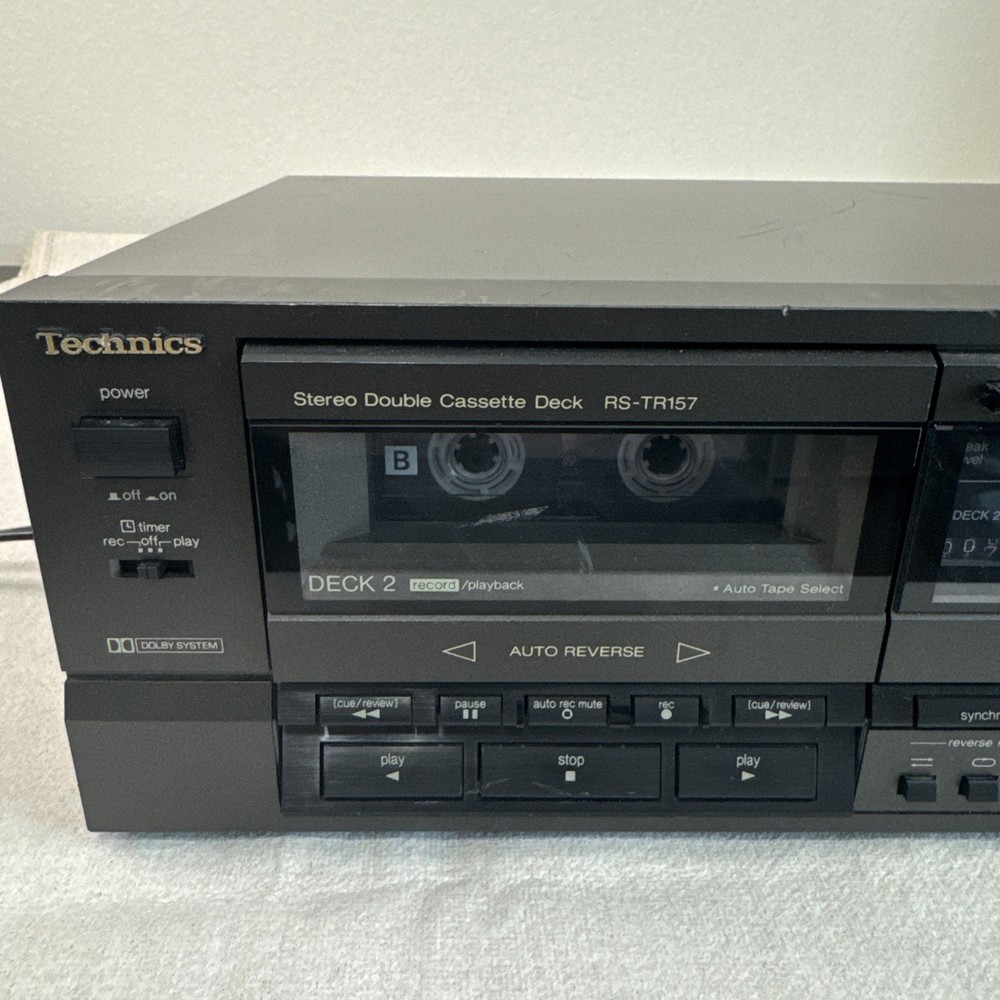 Technics
power
off on
timer
rec off play
DOLBY SYSTEM
Stereo Double Cassette Deck RS-TR157
B
DECK 2 record/playback
• Auto Tape Select
AUTO REVERSE
[cue/review]
pause
auto rec mute
rec
[cue/review]
play
stop
play
eak
vel
DECK 2
synchr
reverse